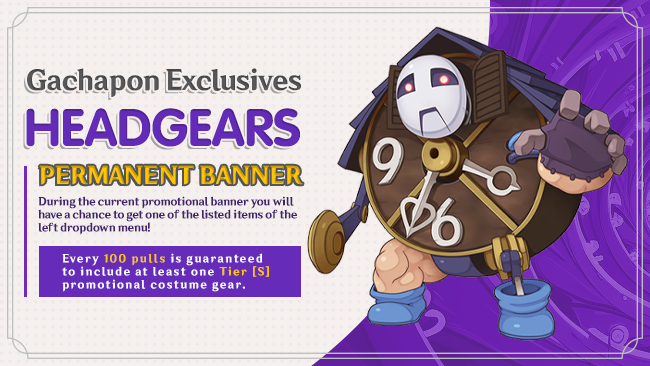 Gachapon Exclusives
HEADGEARS
PERMANENT BANNER
During the current promotional banner you will
have a chance to get one of the listed items of the
left dropdown menu!
Every 100 pulls is guaranteed
to include at least one Tier [S]
promotional costume gear.
9
6